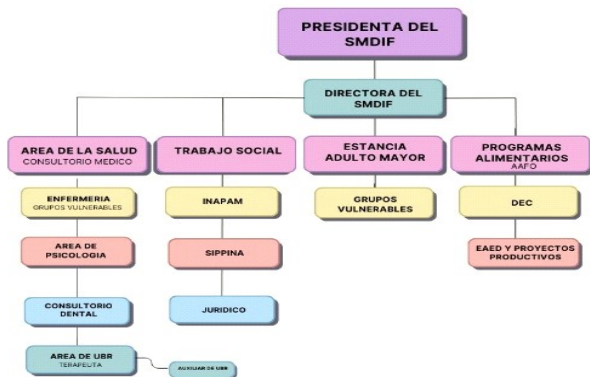 PRESIDENTA DEL
SMDIF
DIRECTORA DEL
SMDIF
AREA DE LA SALUD
CONSULTORIO MEDICO
TRABAJO SOCIAL
ESTANCIA
ADULTO MAYOR
PROGRAMAS
ALIMENTARIOS
AAFO
ENFERMERIA
GRUPOS VULNERABLES
INAPAM
GRUPOS
VULNERABLES
DEC
AREA DE
PSICOLOGIA
SIPPINA
EAED Y PROYECTOS
PRODUCTIVOS
CONSULTORIO
DENTAL
JURIDICO
AREA DE UBR
TERAPEUTA
AUXILIAR DE UBR